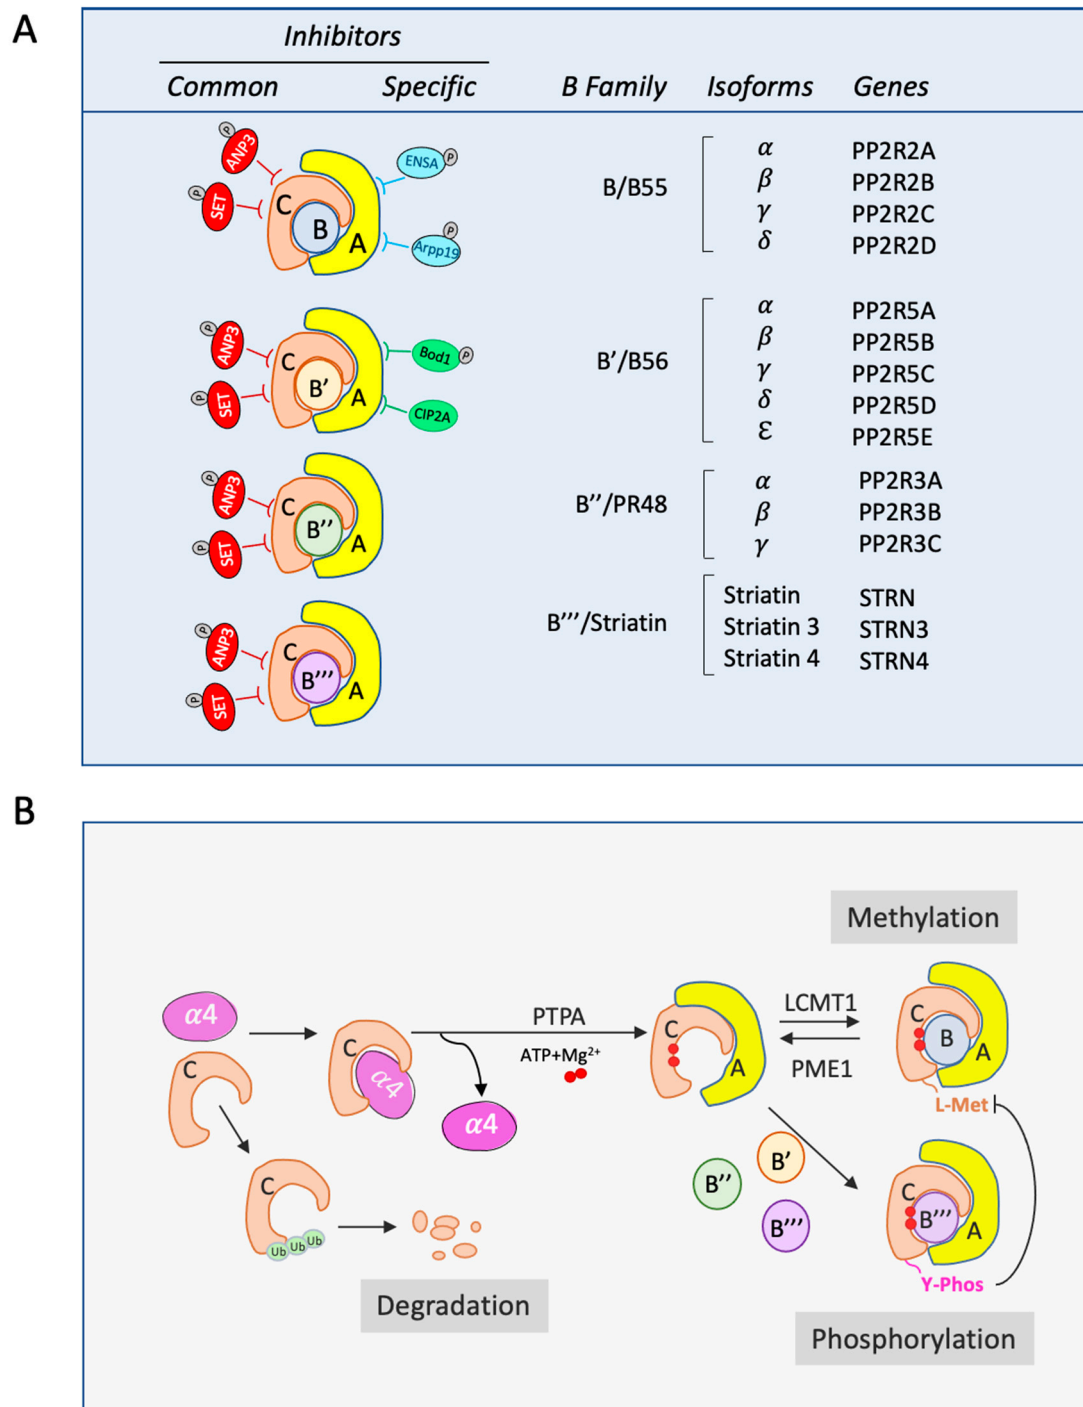 A
Inhibitors
Common Specific B Family Isoforms Genes
P ANP3
P SET
C B A
ENSA P
Arpp19 P
B/B55
α PP2R2A
β PP2R2B
γ PP2R2C
δ PP2R2D
P ANP3
P SET
C B' A
Bod1 P
CIP2A
B'/B56
α PP2R5A
β PP2R5B
γ PP2R5C
δ PP2R5D
ε PP2R5E
P ANP3
P SET
C B'' A
B''/PR48
α PP2R3A
β PP2R3B
γ PP2R3C
P ANP3
P SET
C B''' A
B'''/Striatin
Striatin STRN
Striatin 3 STRN3
Striatin 4 STRN4
B
Methylation
α4
C
C α4
PTPA
ATP+Mg2+
α4
C A
LCMT1
PME1
C B A
L-Met
C
Ub Ub Ub
Degradation
B''
B'
B'''
C B''' A
Y-Phos
Phosphorylation